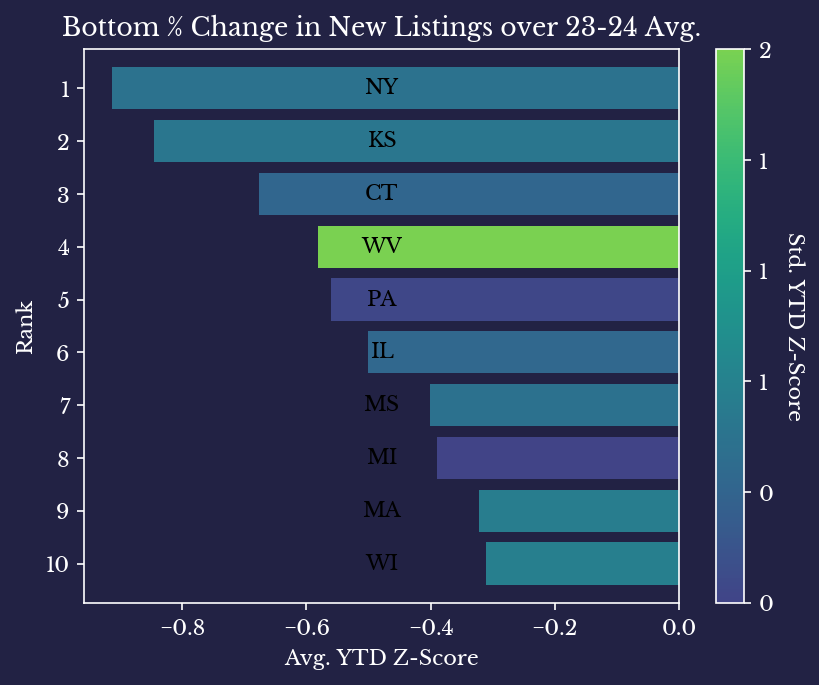 Bottom % Change in New Listings over 23-24 Avg.
1
NY
2
KS
3
CT
4
WV
5
PA
6
IL
7
MS
8
MI
9
MA
10
WI
Rank
−0.8
−0.6
−0.4
−0.2
0.0
Avg. YTD Z-Score
2
1
1
1
0
0
Std. YTD Z-Score